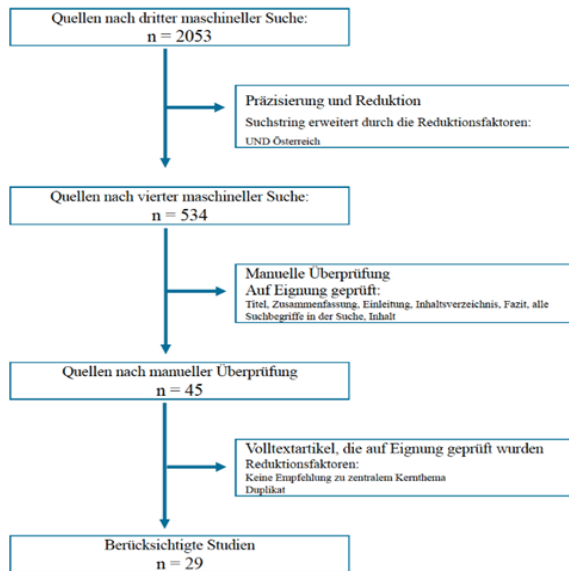 Quellen nach dritter maschineller Suche:
n = 2053
Präzisierung und Reduktion
Suchstring erweitert durch die Reduktionsfaktoren:
UND Österreich
Quellen nach vierter maschineller Suche:
n = 534
Manuelle Überprüfung
Auf Eignung geprüft:
Titel, Zusammenfassung, Einleitung, Inhaltsverzeichnis, Fazit, alle
Suchbegriffe in der Suche, Inhalt
Quellen nach manueller Überprüfung
n = 45
Volltextartikel, die auf Eignung geprüft wurden
Reduktionsfaktoren:
Keine Empfehlung zu zentralem Kernthema
Duplikat
Berücksichtigte Studien
n = 29